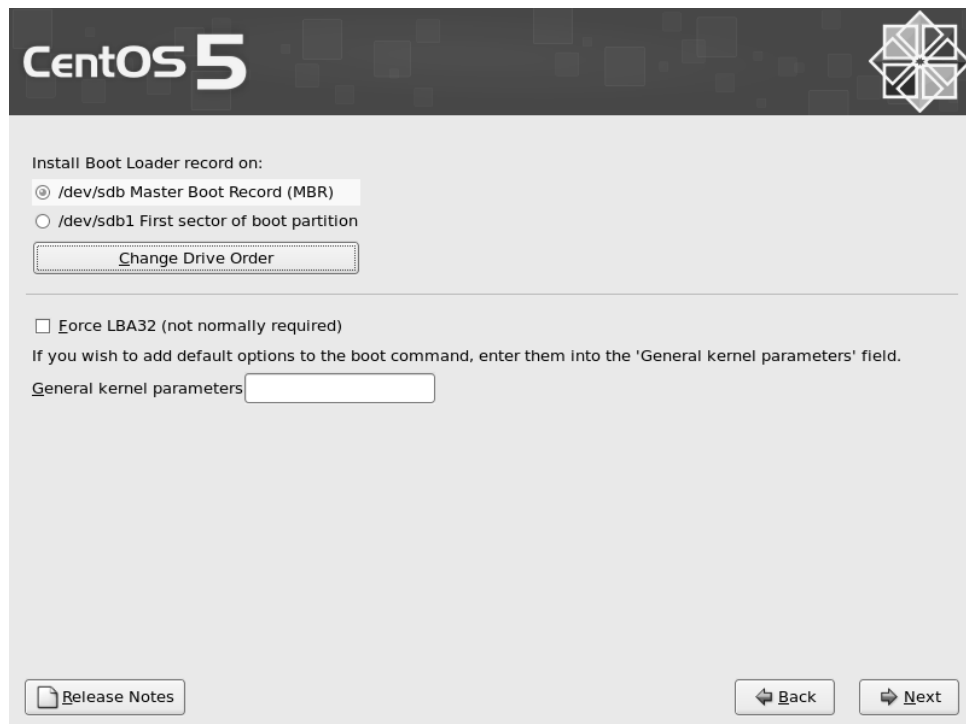 CentOS 5
Install Boot Loader record on:
/dev/sdb Master Boot Record (MBR)
/dev/sdb1 First sector of boot partition
Change Drive Order
Force LBA32 (not normally required)
If you wish to add default options to the boot command, enter them into the 'General kernel parameters' field.
General kernel parameters
Release Notes
Back
Next